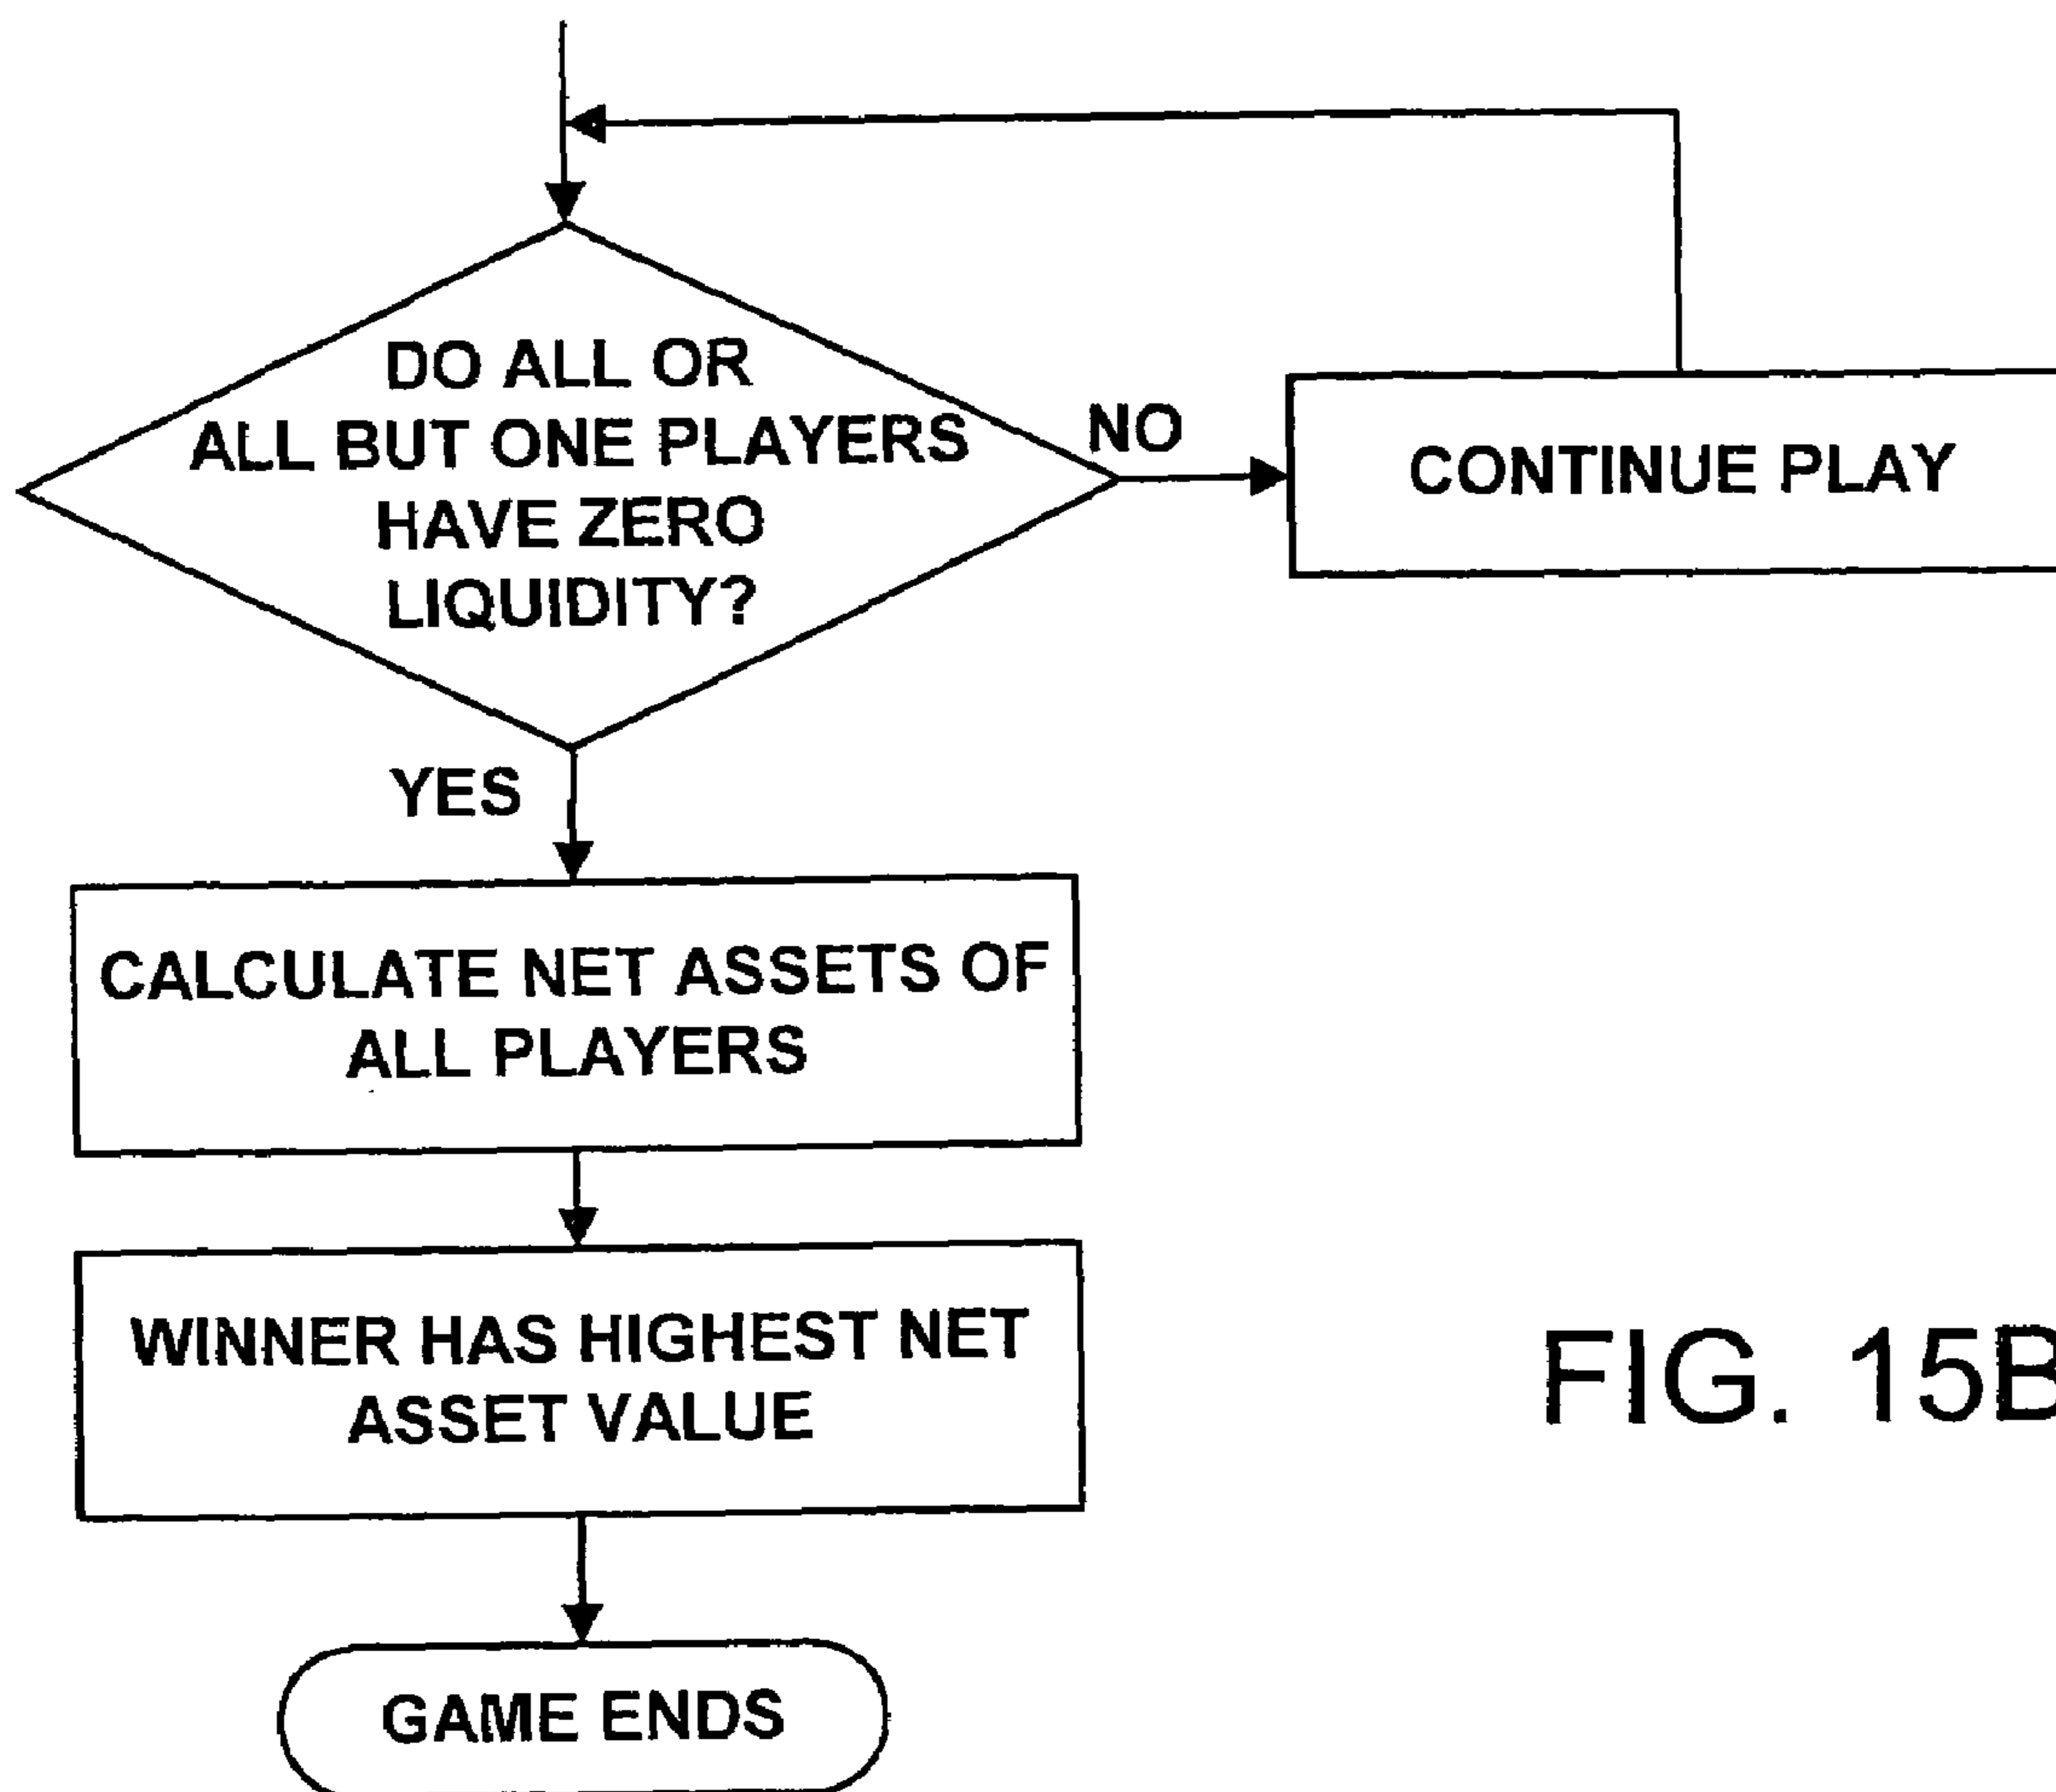 DO ALL OR
ALL BUT ONE PLAYERS
HAVE ZERO
LIQUIDITY?
NO
CONTINUE PLAY
YES
CALCULATE NET ASSETS OF
ALL PLAYERS
WINNER HAS HIGHEST NET
ASSET VALUE
GAME ENDS
FIG. 15B